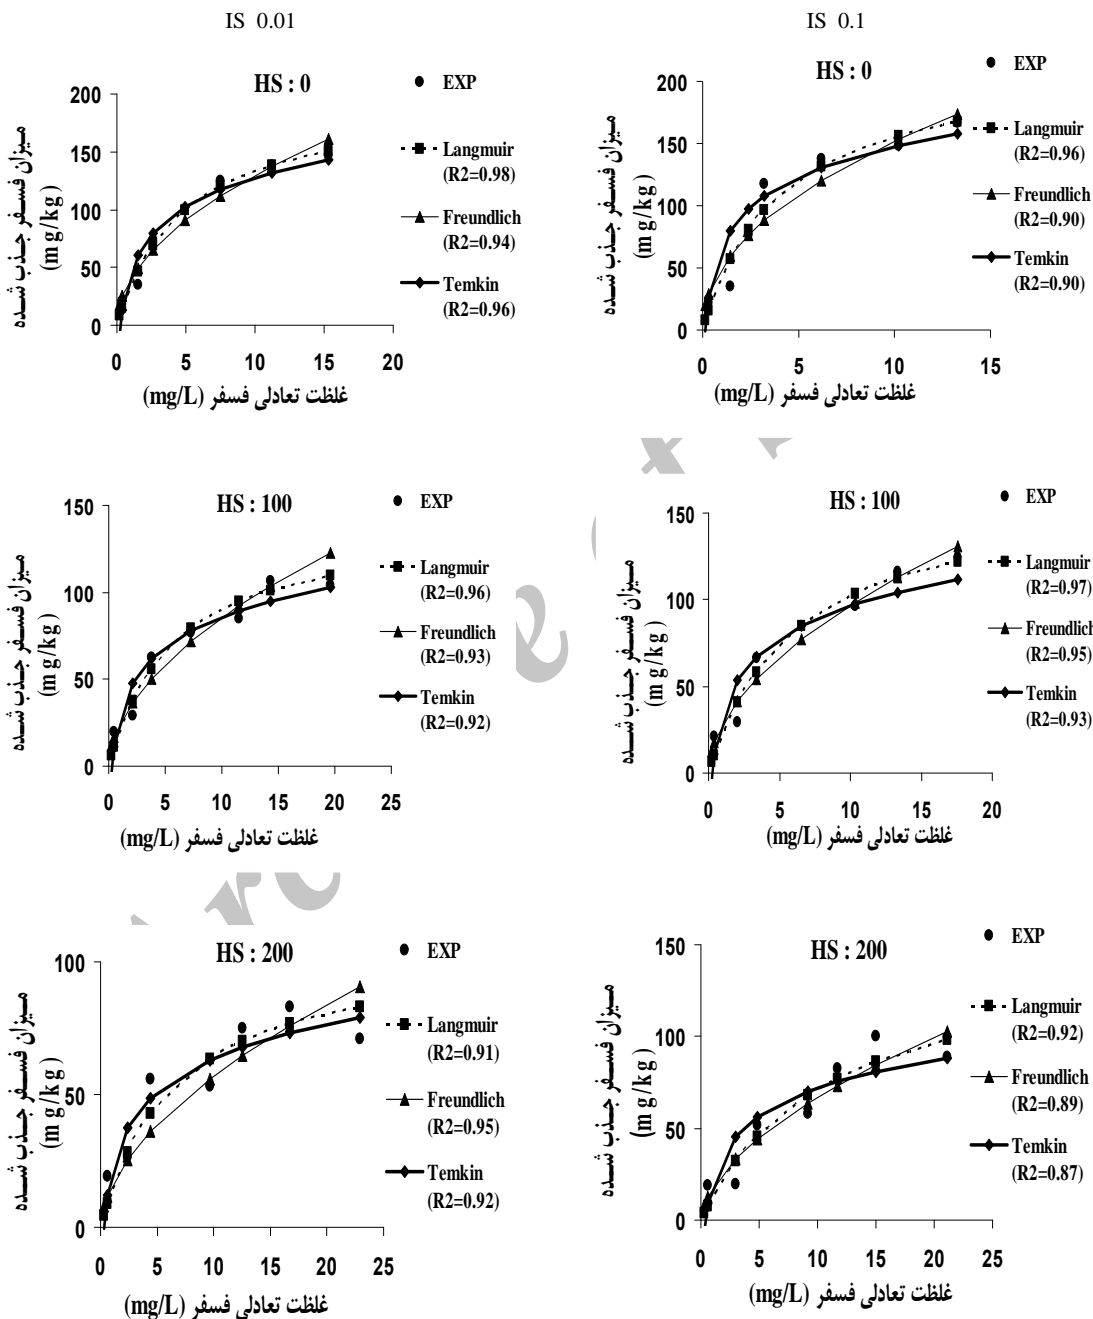 IS 0.01
IS 0.1
HS : 0
EXP
Langmuir
(R2=0.98)
Freundlich
(R2=0.94)
Temkin
(R2=0.96)
200
150
100
50
0
0 5 10 15 20
میزان فسفر جذب شده
(mg/kg)
غلظت تعادلی فسفر (mg/L)
HS : 0
EXP
Langmuir
(R2=0.96)
Freundlich
(R2=0.90)
Temkin
(R2=0.90)
200
150
100
50
0
0 5 10 15
میزان فسفر جذب شده
(mg/kg)
غلظت تعادلی فسفر (mg/L)
HS : 100
EXP
Langmuir
(R2=0.96)
Freundlich
(R2=0.93)
Temkin
(R2=0.92)
150
100
50
0
0 5 10 15 20 25
میزان فسفر جذب شده
(mg/kg)
غلظت تعادلی فسفر (mg/L)
HS : 100
EXP
Langmuir
(R2=0.97)
Freundlich
(R2=0.95)
Temkin
(R2=0.93)
150
100
50
0
0 5 10 15 20
میزان فسفر جذب شده
(mg/kg)
غلظت تعادلی فسفر (mg/L)
HS : 200
EXP
Langmuir
(R2=0.91)
Freundlich
(R2=0.95)
Temkin
(R2=0.92)
100
50
0
0 5 10 15 20 25
میزان فسفر جذب شده
(mg/kg)
غلظت تعادلی فسفر (mg/L)
HS : 200
EXP
Langmuir
(R2=0.92)
Freundlich
(R2=0.89)
Temkin
(R2=0.87)
150
100
50
0
0 5 10 15 20 25
میزان فسفر جذب شده
(mg/kg)
غلظت تعادلی فسفر (mg/L)